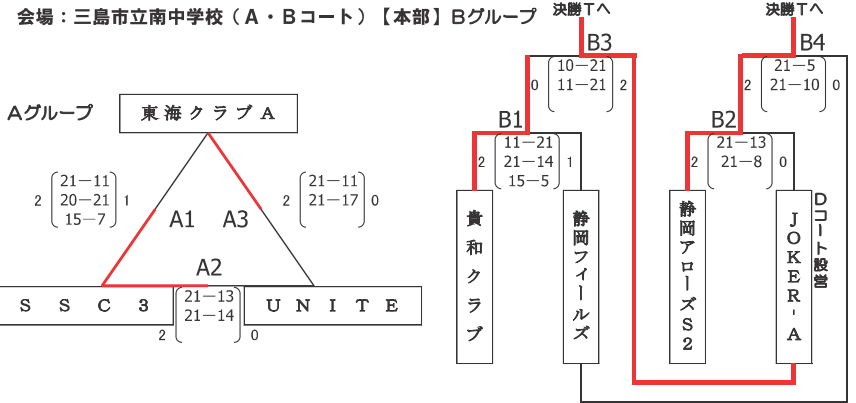 会場：三島市立南中学校（A・Bコート）【本部】Bグループ
決勝Tへ
決勝Tへ
B3
B4
0
10－21
11－21
2
2
21－5
21－10
0
Aグループ
東海クラブA
B1
B2
2
11－21
21－14
15－5
1
2
21－13
21－8
0
2
21－11
20－21
15－7
1
2
21－11
21－17
0
A1
A3
A2
SSC3
21－13
21－14
2
0
UNITE
貴和クラブ
静岡フィールズ
静岡アローズS2
JOKER-A
Dコート設営